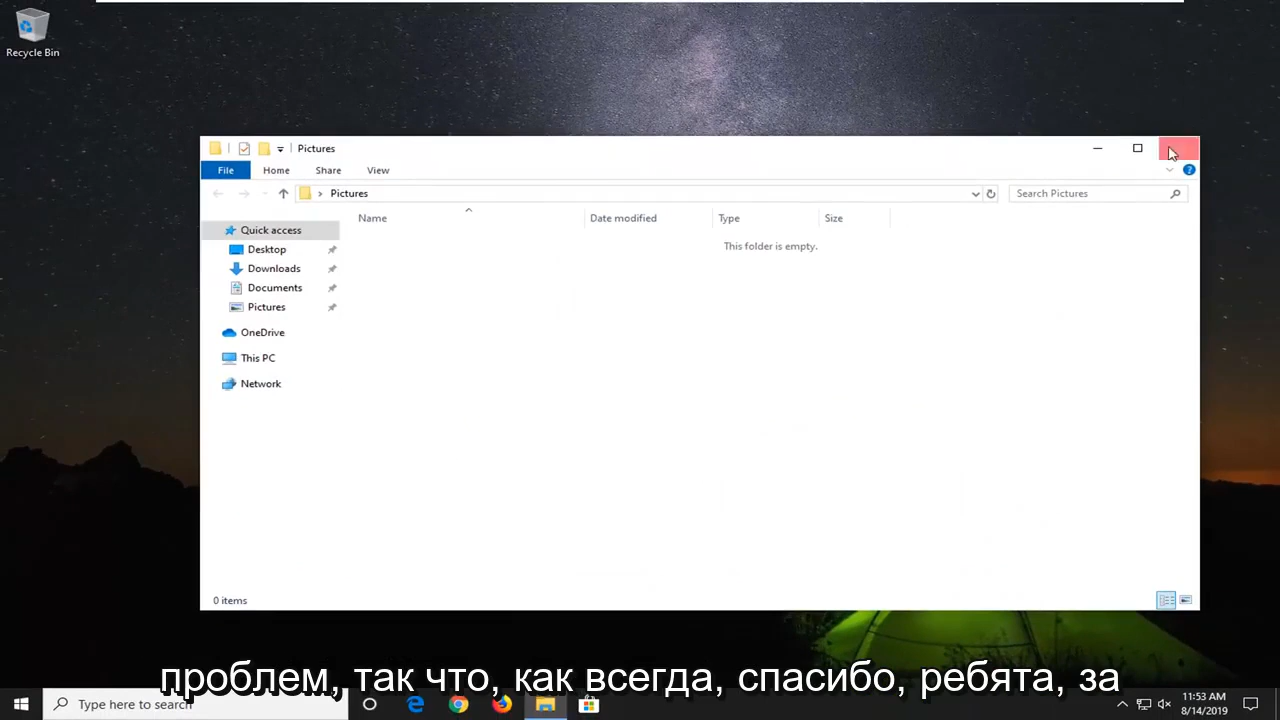 Recycle Bin
Pictures
File Home Share View
Pictures
Search Pictures
Name Date modified Type Size
This folder is empty.
Quick access
Desktop
Downloads
Documents
Pictures
OneDrive
This PC
Network
0 items
проблем, так что, как всегда, спасибо, ребята, за
Type here to search
11:53 AM
8/14/2019